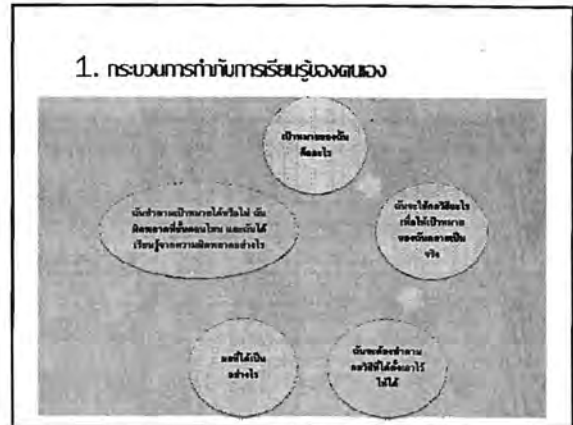 1. กระบวนการกำกับการเรียนรู้ของตนเอง
เป้าหมายของฉัน
คืออะไร
ฉันจะใช้กลวิธีอะไร
เพื่อให้เป้าหมาย
ของฉันกลายเป็น
จริง
ฉันจะต้องทำตาม
กลวิธีที่ได้ตั้งเอาไว้
ให้ได้
ผลที่ได้เป็น
อย่างไร
ฉันทำตามเป้าหมายได้หรือไม่ ฉัน
ผิดพลาดที่ขั้นตอนไหน และฉันได้
เรียนรู้จากความผิดพลาดอย่างไร